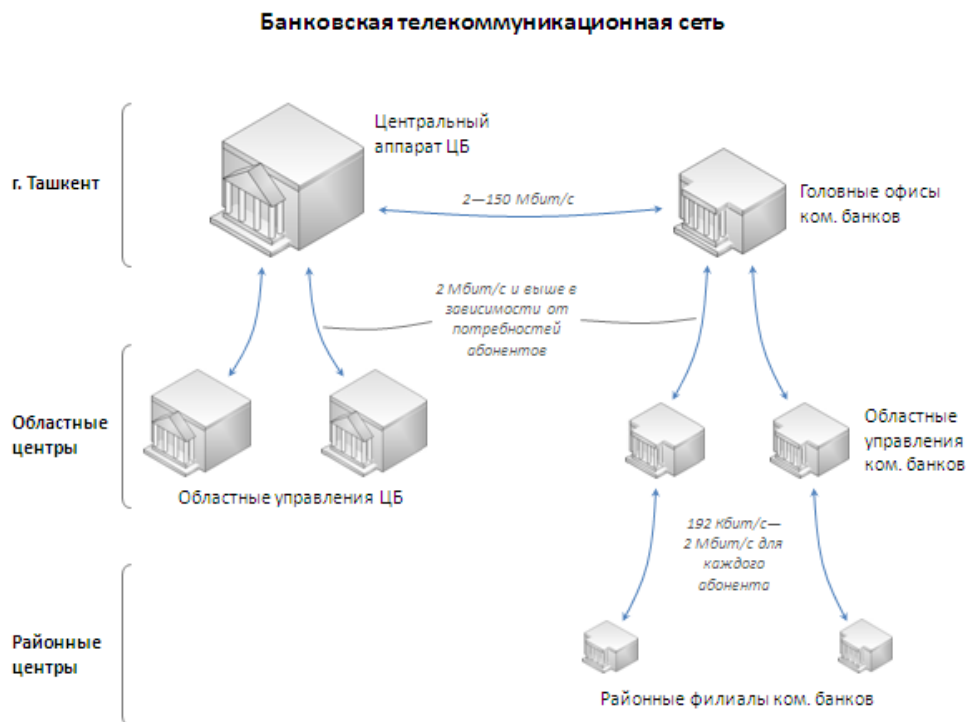 Банковская телекоммуникационная сеть
Центральный
аппарат ЦБ
г. Ташкент
2—150 Мбит/с
Головные офисы
ком. банков
2 Мбит/с и выше в
зависимости от
потребностей
абонентов
Областные
центры
Областные
управления
ком. банков
Областные управления ЦБ
192 Кбит/с—
2 Мбит/с для
каждого
абонента
Районные
центры
Районные филиалы ком. банков